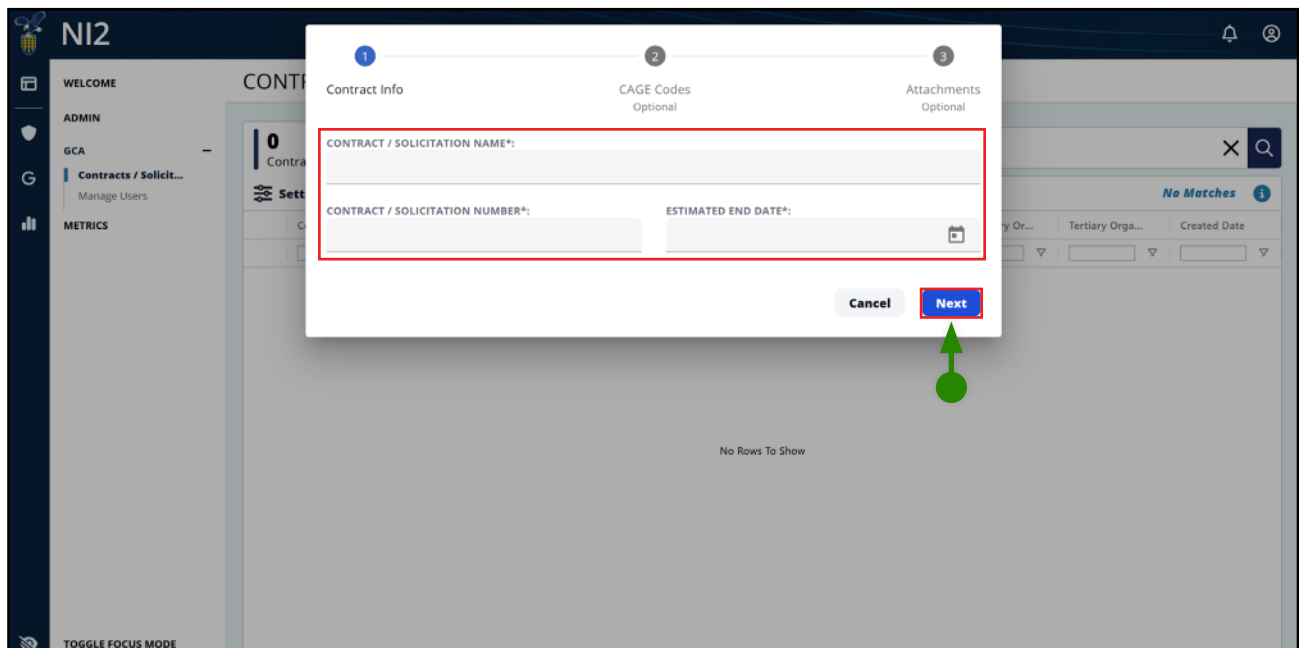 NI2
1
2
3
Contract Info
CAGE Codes
Attachments
Optional
Optional
CONTRACT / SOLICITATION NAME*:
CONTRACT / SOLICITATION NUMBER*:
ESTIMATED END DATE*:
Cancel
Next
WELCOME
ADMIN
GCA
Contracts / Solicit...
Manage Users
METRICS
TOGGLE FOCUS MODE
G
CONTR
0
Contra
Sett
No Matches
C
y Or...
Tertiary Orga...
Created Date
No Rows To Show